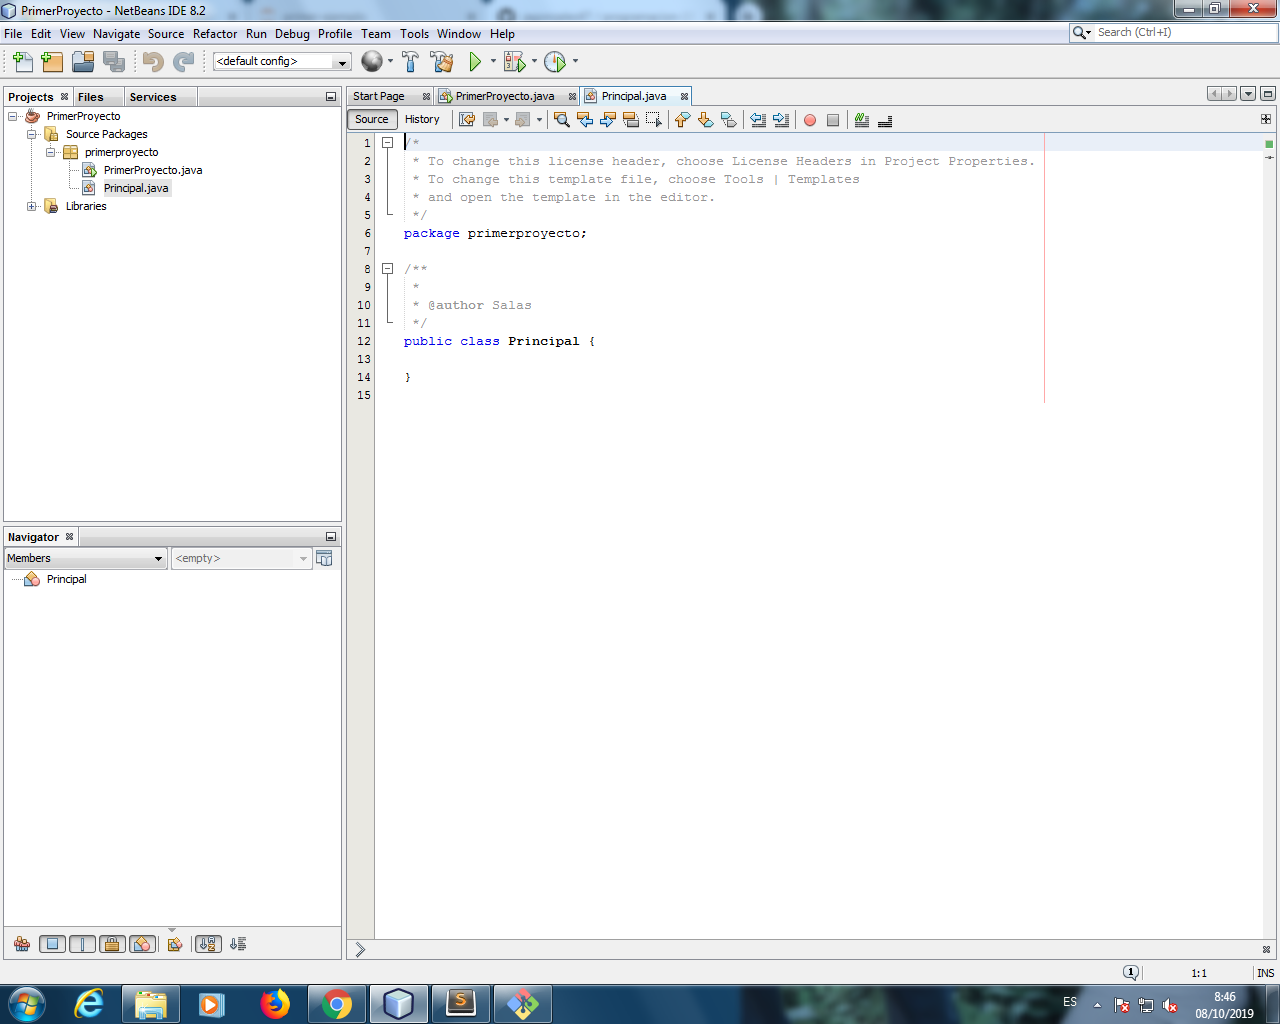 PrimerProyecto - NetBeans IDE 8.2
File Edit View Navigate Source Refactor Run Debug Profile Team Tools Window Help
Search (Ctrl+I)
<default config>
Projects Files Services
Start Page PrimerProyecto.java Principal.java
Source History
PrimerProyecto
Source Packages
primerproyecto
PrimerProyecto.java
Principal.java
Libraries
1 /*
2 * To change this license header, choose License Headers in Project Properties.
3 * To change this template file, choose Tools | Templates
4 * and open the template in the editor.
5 */
6 package primerproyecto;
7
8 /**
9 *
10 * @author Salas
11 */
12 public class Principal {
13
14 }
15
Navigator
Members <empty>
Principal
1 1:1 INS
ES 8:46
08/10/2019